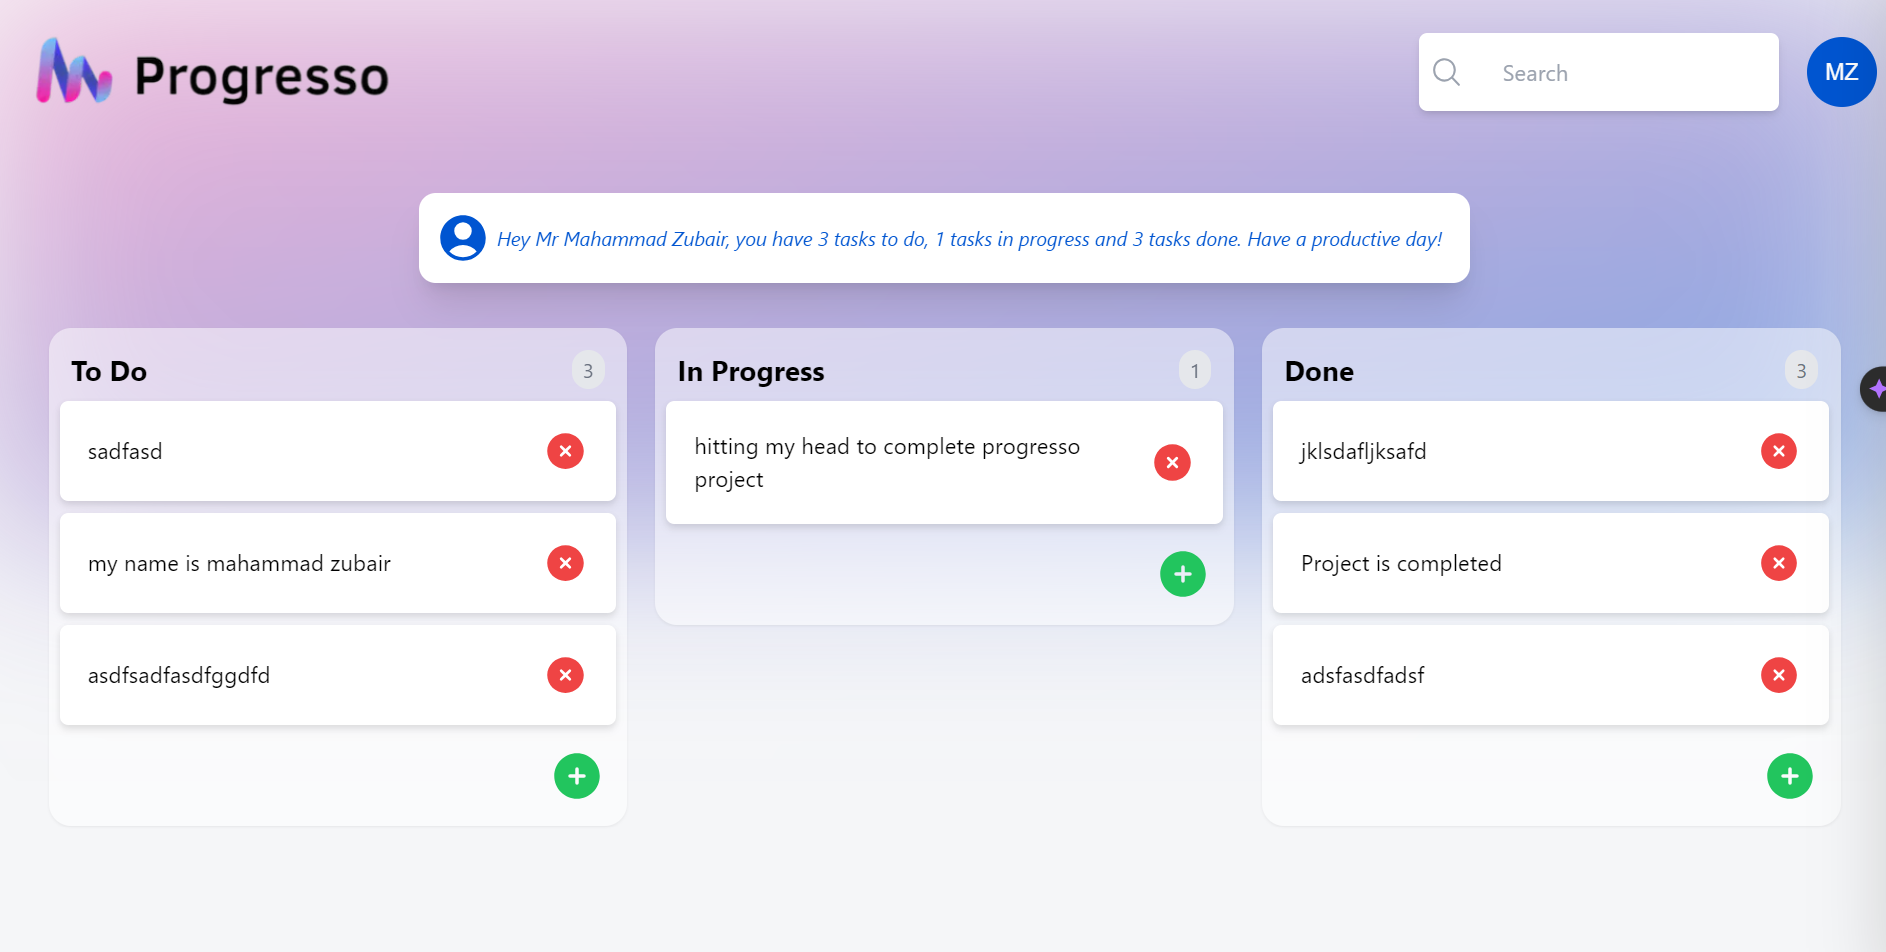 Progresso
Search
MZ
Hey Mr Mahammad Zubair, you have 3 tasks to do, 1 tasks in progress and 3 tasks done. Have a productive day!
To Do
3
sadfasd
my name is mahammad zubair
asdfsadfasdfggdfd
In Progress
1
hitting my head to complete progresso
project
Done
3
jklsdafljksafd
Project is completed
adsfasdfadsf